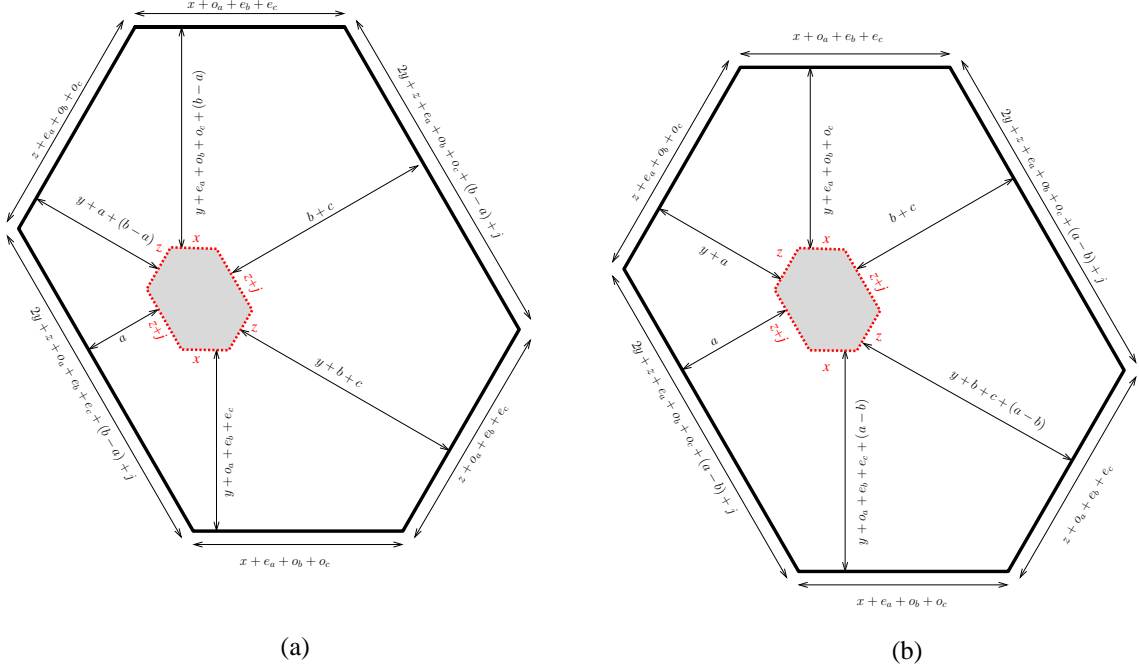 x + o_a + e_b + e_c
z + e_a + o_b + o_c
y + e_a + o_b + o_c + (b − a)
2y + z + e_a + o_b + o_c + (b − a) + j
b + c
y + a + (b − a)
z
x
z+j
a
z+j
z
x
y + b + c
2y + z + o_a + e_b + e_c + (b − a) + j
y + o_a + e_b + e_c
z + o_a + e_b + e_c
x + e_a + o_b + o_c
(a)
x + o_a + e_b + e_c
z + e_a + o_b + o_c
y + e_a + o_b + o_c
2y + z + e_a + o_b + o_c + (a − b) + j
b + c
y + a
z
x
z+j
a
z+j
z
x
y + b + c + (a − b)
2y + z + e_a + o_b + o_c + (a − b) + j
y + o_a + e_b + e_c + (a − b)
z + o_a + e_b + e_c
x + e_a + o_b + o_c
(b)